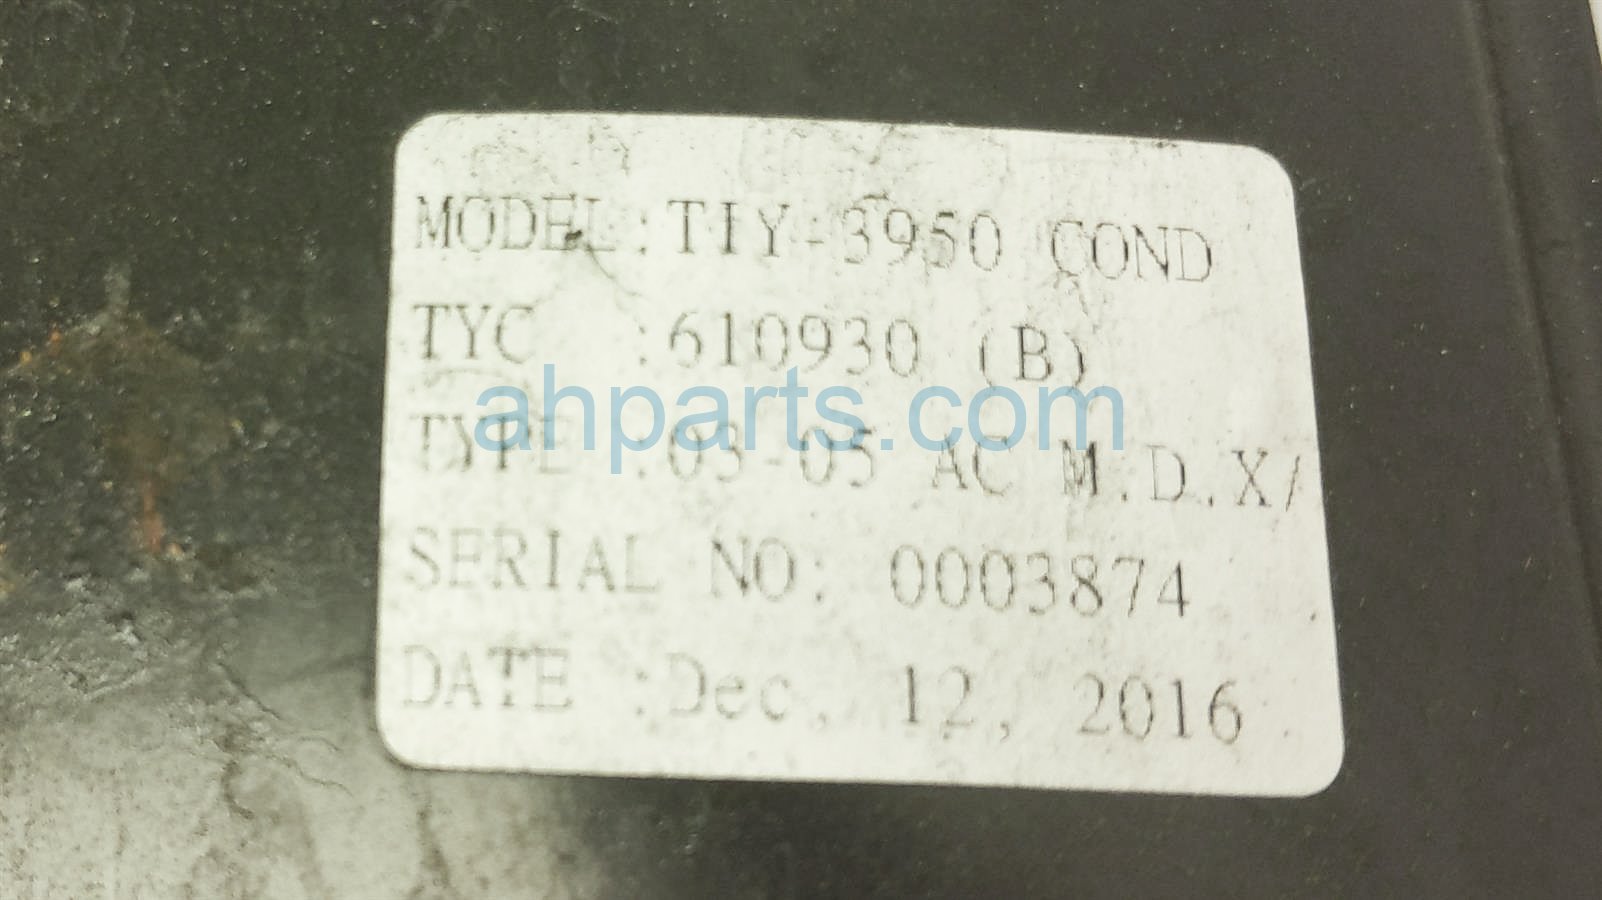 MODEL:TIY-3950 COND
TYC :610930 (B)
ahparts.com
TYPE :03-05 AC M.D.X/
SERIAL NO: 0003874
DATE :Dec, 12, 2016